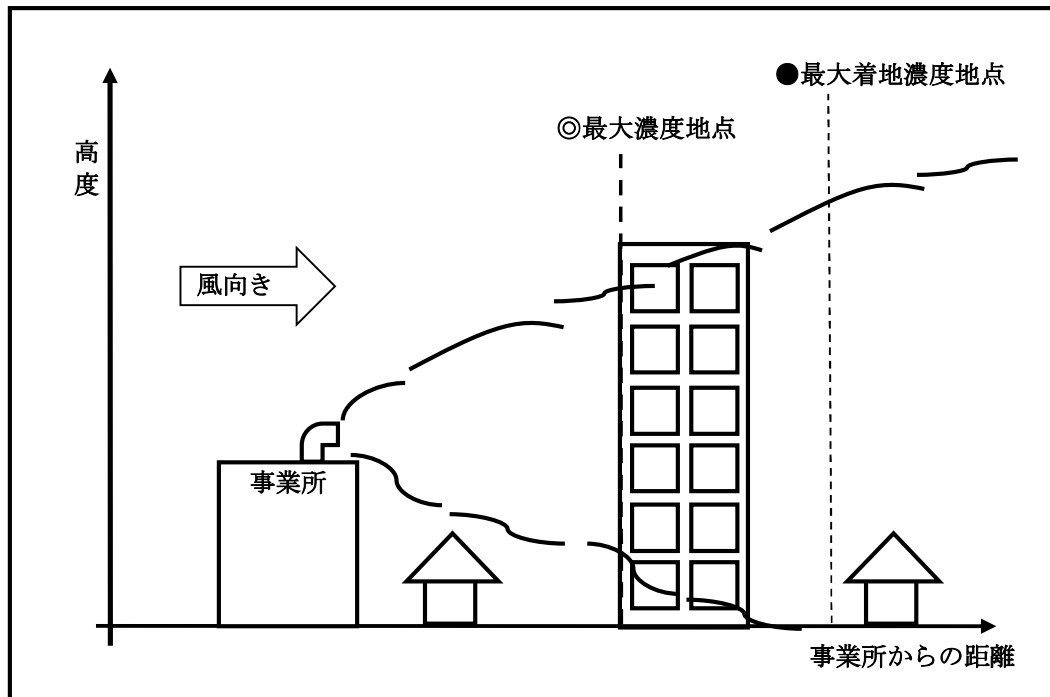 ●最大着地濃度地点
◎最大濃度地点
高度
風向き
事業所
事業所からの距離